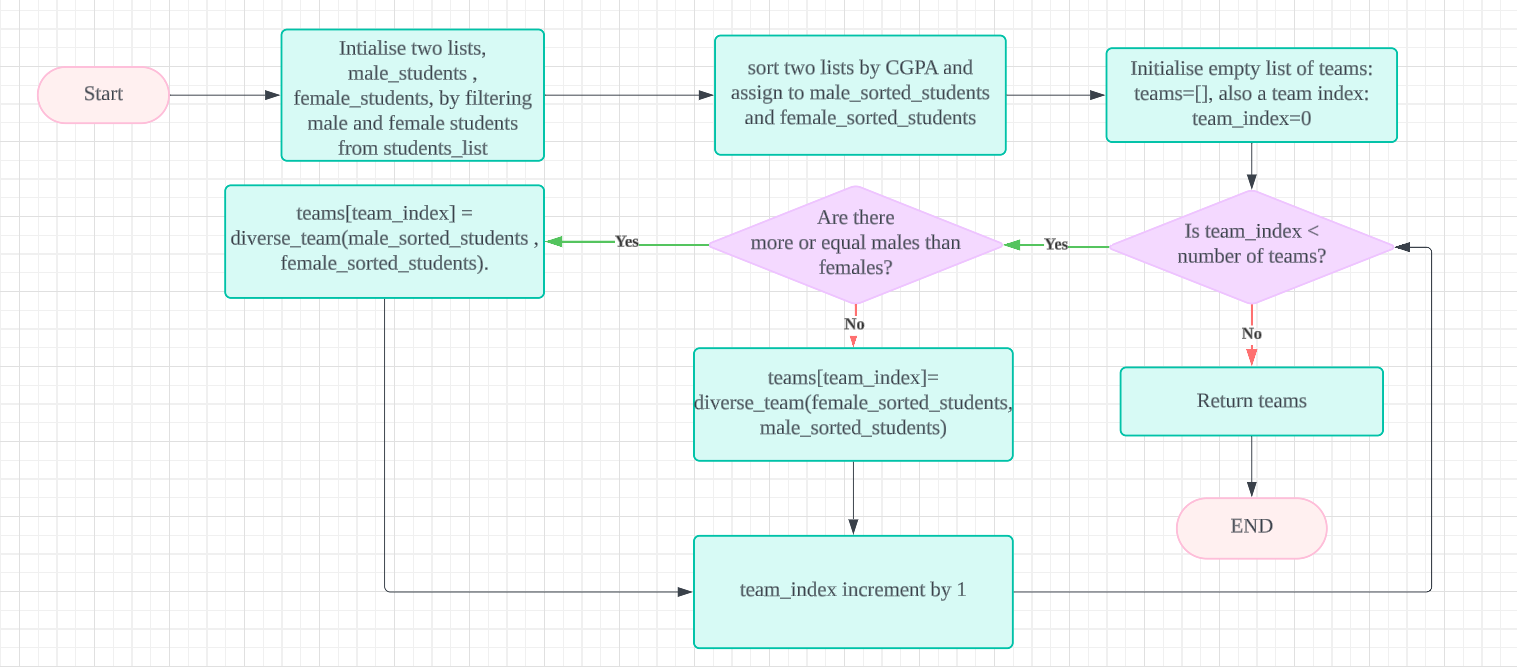 Start
Intialise two lists,
male_students ,
female_students, by filtering
male and female students
from students_list
sort two lists by CGPA and
assign to male_sorted_students
and female_sorted_students
Initialise empty list of teams:
teams=[], also a team index:
team_index=0
teams[team_index] =
diverse_team(male_sorted_students ,
female_sorted_students).
Yes
Are there
more or equal males than
females?
Yes
Is team_index <
number of teams?
No
No
teams[team_index]=
diverse_team(female_sorted_students,
male_sorted_students)
Return teams
END
team_index increment by 1